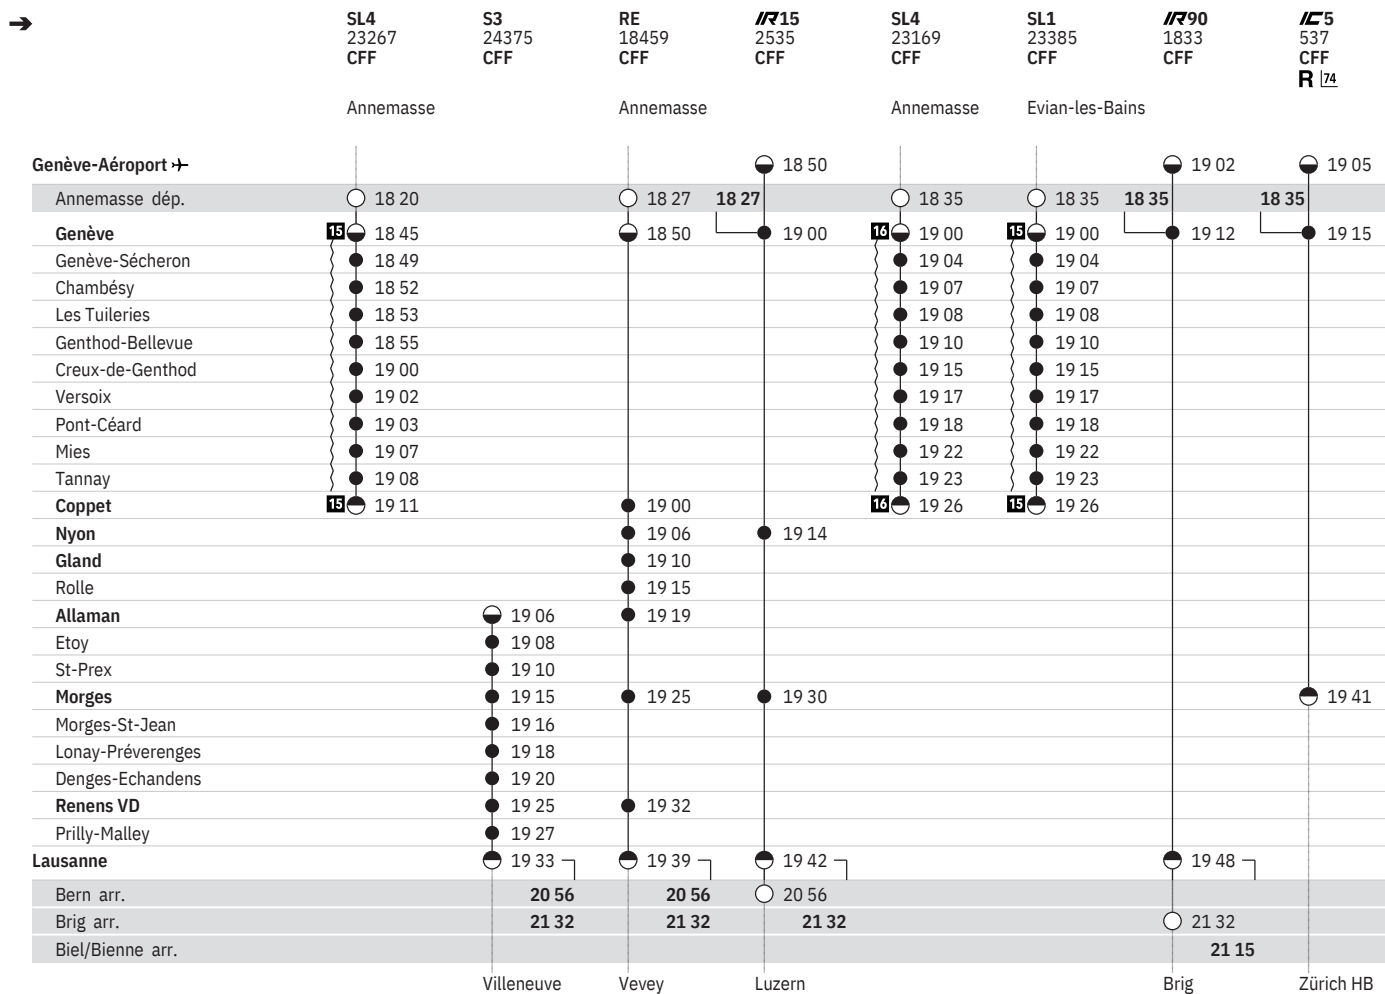 ➔ SL4 S3 RE IR15 SL4 SL1 IR90 IC5
23267 24375 18459 2535 23169 23385 1833 537
CFF CFF CFF CFF CFF CFF CFF CFF
R 74
Annemasse Annemasse Annemasse Evian-les-Bains
Genève-Aéroport ✈ 18 50 19 02 19 05
Annemasse dép. 18 20 18 27 18 27 18 35 18 35 18 35 18 35
Genève 15 18 45 18 50 19 00 16 19 00 15 19 00 19 12 19 15
Genève-Sécheron 18 49 19 04 19 04
Chambésy 18 52 19 07 19 07
Les Tuileries 18 53 19 08 19 08
Genthod-Bellevue 18 55 19 10 19 10
Creux-de-Genthod 19 00 19 15 19 15
Versoix 19 02 19 17 19 17
Pont-Céard 19 03 19 18 19 18
Mies 19 07 19 22 19 22
Tannay 19 08 19 23 19 23
Coppet 15 19 11 19 00 16 19 26 15 19 26
Nyon 19 06 19 14
Gland 19 10
Rolle 19 15
Allaman 19 06 19 19
Etoy 19 08
St-Prex 19 10
Morges 19 15 19 25 19 30 19 41
Morges-St-Jean 19 16
Lonay-Préverenges 19 18
Denges-Echandens 19 20
Renens VD 19 25 19 32
Prilly-Malley 19 27
Lausanne 19 33 19 39 19 42 19 48
Bern arr. 20 56 20 56 20 56
Brig arr. 21 32 21 32 21 32 21 32
Biel/Bienne arr. 21 15
Villeneuve Vevey Luzern Brig Zürich HB